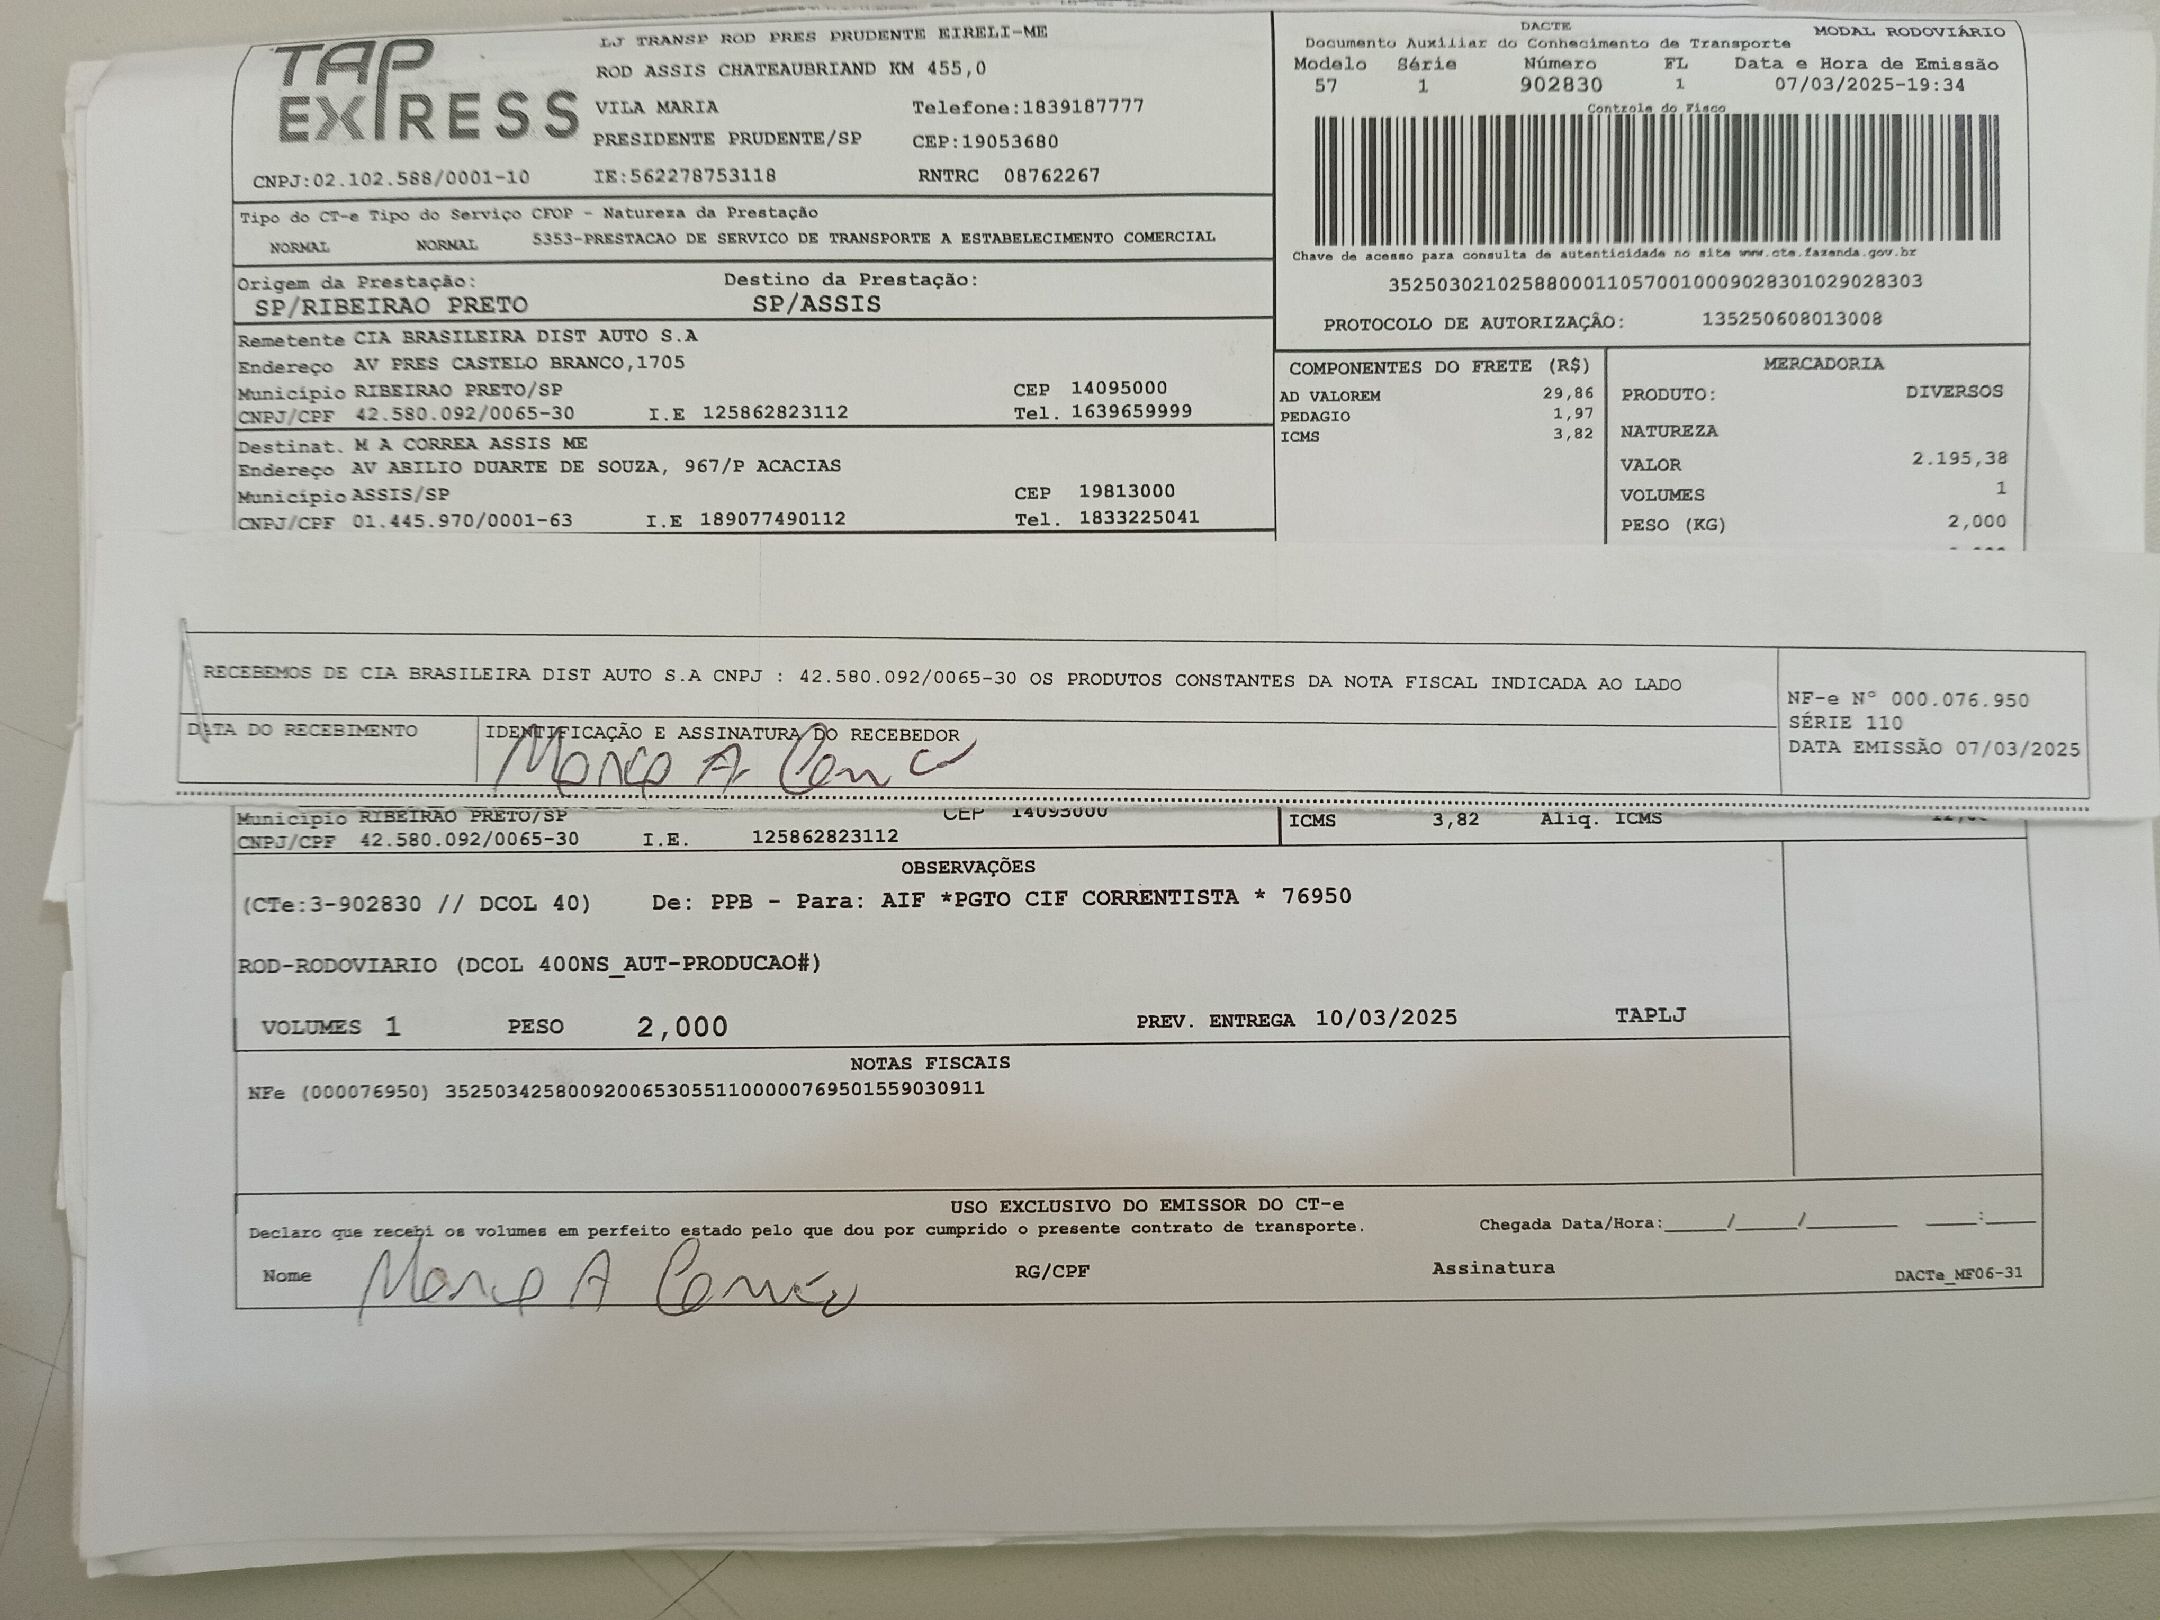 TAP EXPRESS
LJ TRANSP ROD PRES PRUDENTE EIRELI-ME
ROD ASSIS CHATEAUBRIAND KM 455,0
VILA MARIA Telefone:1839187777
PRESIDENTE PRUDENTE/SP CEP:19053680
CNPJ:02.102.588/0001-10 IE:562278753118 RNTRC 08762267
DACTE MODAL RODOVIÁRIO
Documento Auxiliar do Conhecimento de Transporte
Modelo Série Número FL Data e Hora de Emissão
57 1 902830 1 07/03/2025-19:34
Controle do Fisco
Chave de acesso para consulta de autenticidade no site www.cte.fazenda.gov.br
35250302102588000110570010009028301029028303
PROTOCOLO DE AUTORIZAÇÃO: 135250608013008
Tipo do CT-e Tipo do Serviço CFOP - Natureza da Prestação
NORMAL NORMAL 5353-PRESTACAO DE SERVICO DE TRANSPORTE A ESTABELECIMENTO COMERCIAL
Origem da Prestação: Destino da Prestação:
SP/RIBEIRAO PRETO SP/ASSIS
Remetente CIA BRASILEIRA DIST AUTO S.A
Endereço AV PRES CASTELO BRANCO,1705
Município RIBEIRAO PRETO/SP CEP 14095000
CNPJ/CPF 42.580.092/0065-30 I.E 125862823112 Tel. 1639659999
Destinat. M A CORREA ASSIS ME
Endereço AV ABILIO DUARTE DE SOUZA, 967/P ACACIAS
Município ASSIS/SP CEP 19813000
CNPJ/CPF 01.445.970/0001-63 I.E 189077490112 Tel. 1833225041
COMPONENTES DO FRETE (R$)
AD VALOREM 29,86
PEDAGIO 1,97
ICMS 3,82
MERCADORIA
PRODUTO: DIVERSOS
NATUREZA
VALOR 2.195,38
VOLUMES 1
PESO (KG) 2,000
RECEBEMOS DE CIA BRASILEIRA DIST AUTO S.A CNPJ : 42.580.092/0065-30 OS PRODUTOS CONSTANTES DA NOTA FISCAL INDICADA AO LADO
DATA DO RECEBIMENTO IDENTIFICAÇÃO E ASSINATURA DO RECEBEDOR
NF-e N° 000.076.950
SÉRIE 110
DATA EMISSÃO 07/03/2025
Município RIBEIRAO PRETO/SP CEP 14095000
CNPJ/CPF 42.580.092/0065-30 I.E. 125862823112
ICMS 3,82 Aliq. ICMS
OBSERVAÇÕES
(CTe:3-902830 // DCOL 40) De: PPB - Para: AIF *PGTO CIF CORRENTISTA * 76950
ROD-RODOVIARIO (DCOL 400NS_AUT-PRODUCAO#)
VOLUMES 1 PESO 2,000 PREV. ENTREGA 10/03/2025 TAPLJ
NOTAS FISCAIS
NFe (000076950) 35250342580092006530551100000769501559030911
USO EXCLUSIVO DO EMISSOR DO CT-e
Declaro que recebi os volumes em perfeito estado pelo que dou por cumprido o presente contrato de transporte. Chegada Data/Hora:____/____/______ ___:___
Nome RG/CPF Assinatura DACTe_MF06-31